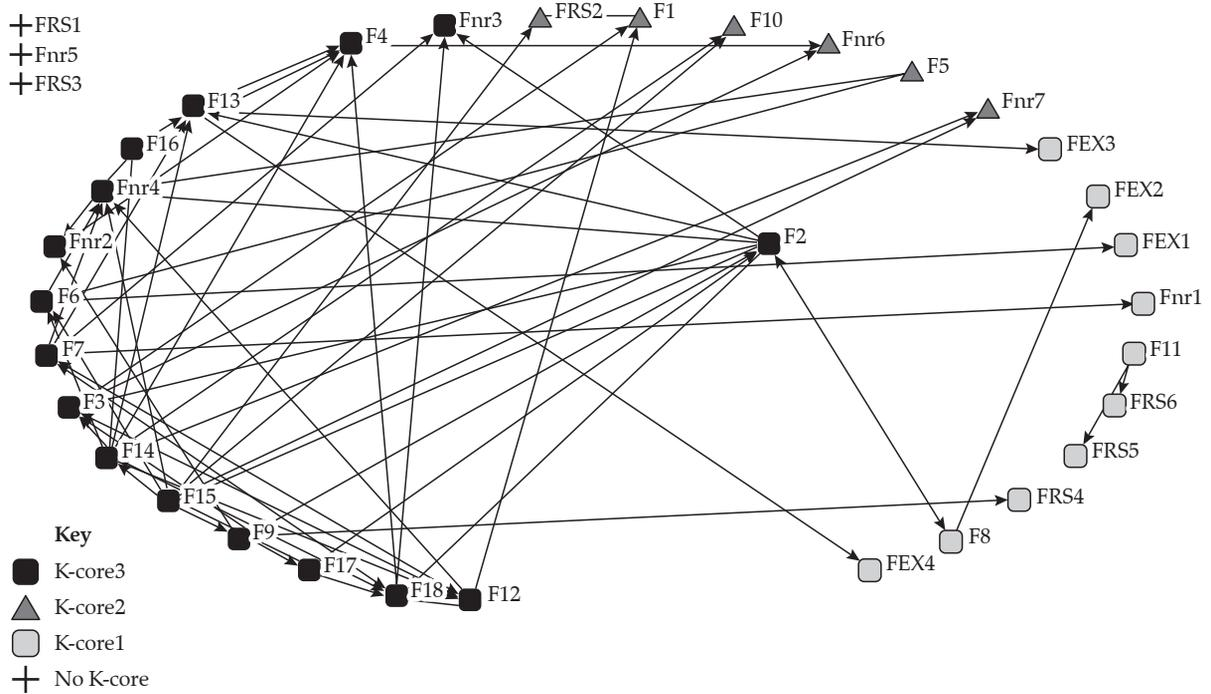 FRS1
Fnr5
FRS3
F4
Fnr3
FRS2
F1
F10
Fnr6
F5
Fnr7
F13
F16
Fnr4
Fnr2
F6
F7
F3
F14
F15
F9
F17
F18
F12
F2
FEX3
FEX2
FEX1
Fnr1
F11
FRS6
FRS5
FRS4
F8
FEX4
Key
K-core3
K-core2
K-core1
No K-core